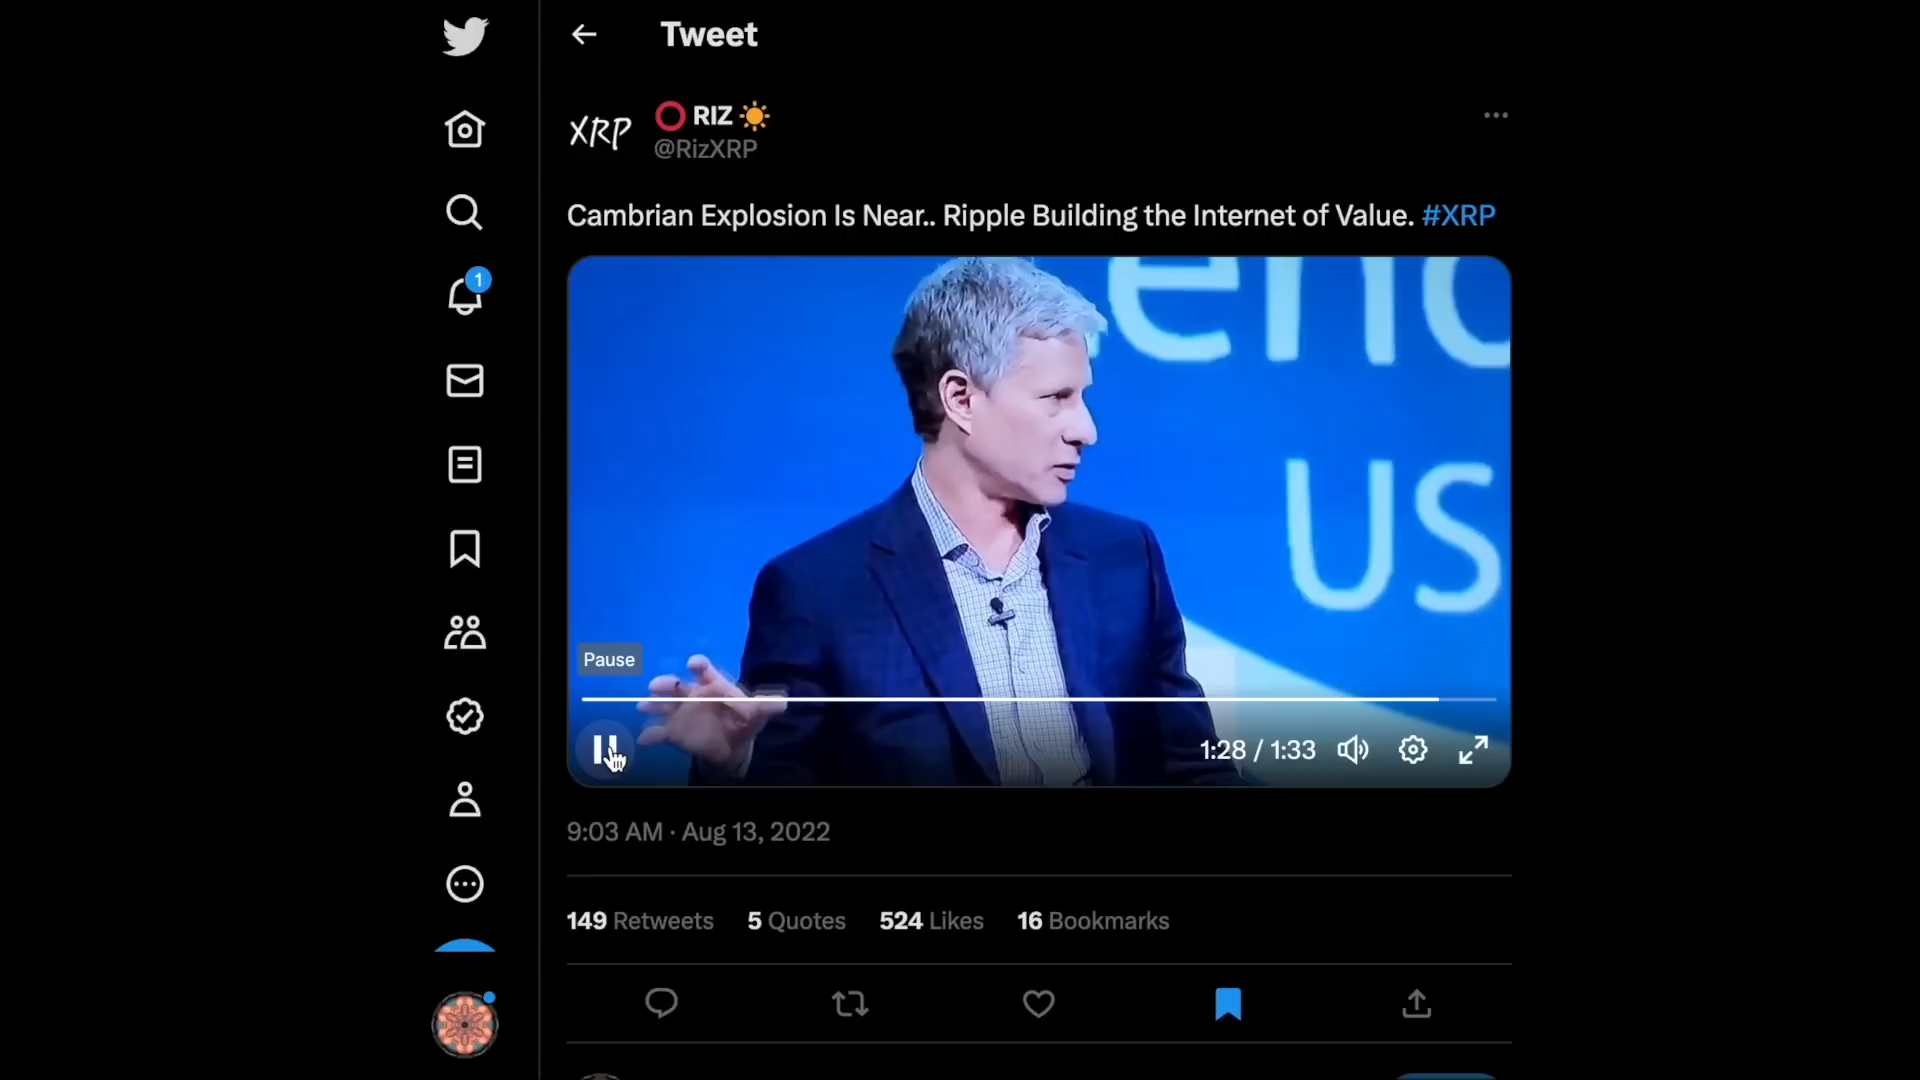 Tweet
XRP
RIZ
@RizXRP
Cambrian Explosion Is Near.. Ripple Building the Internet of Value. #XRP
1
US
Pause
1:28 / 1:33
9:03 AM · Aug 13, 2022
149 Retweets 5 Quotes 524 Likes 16 Bookmarks